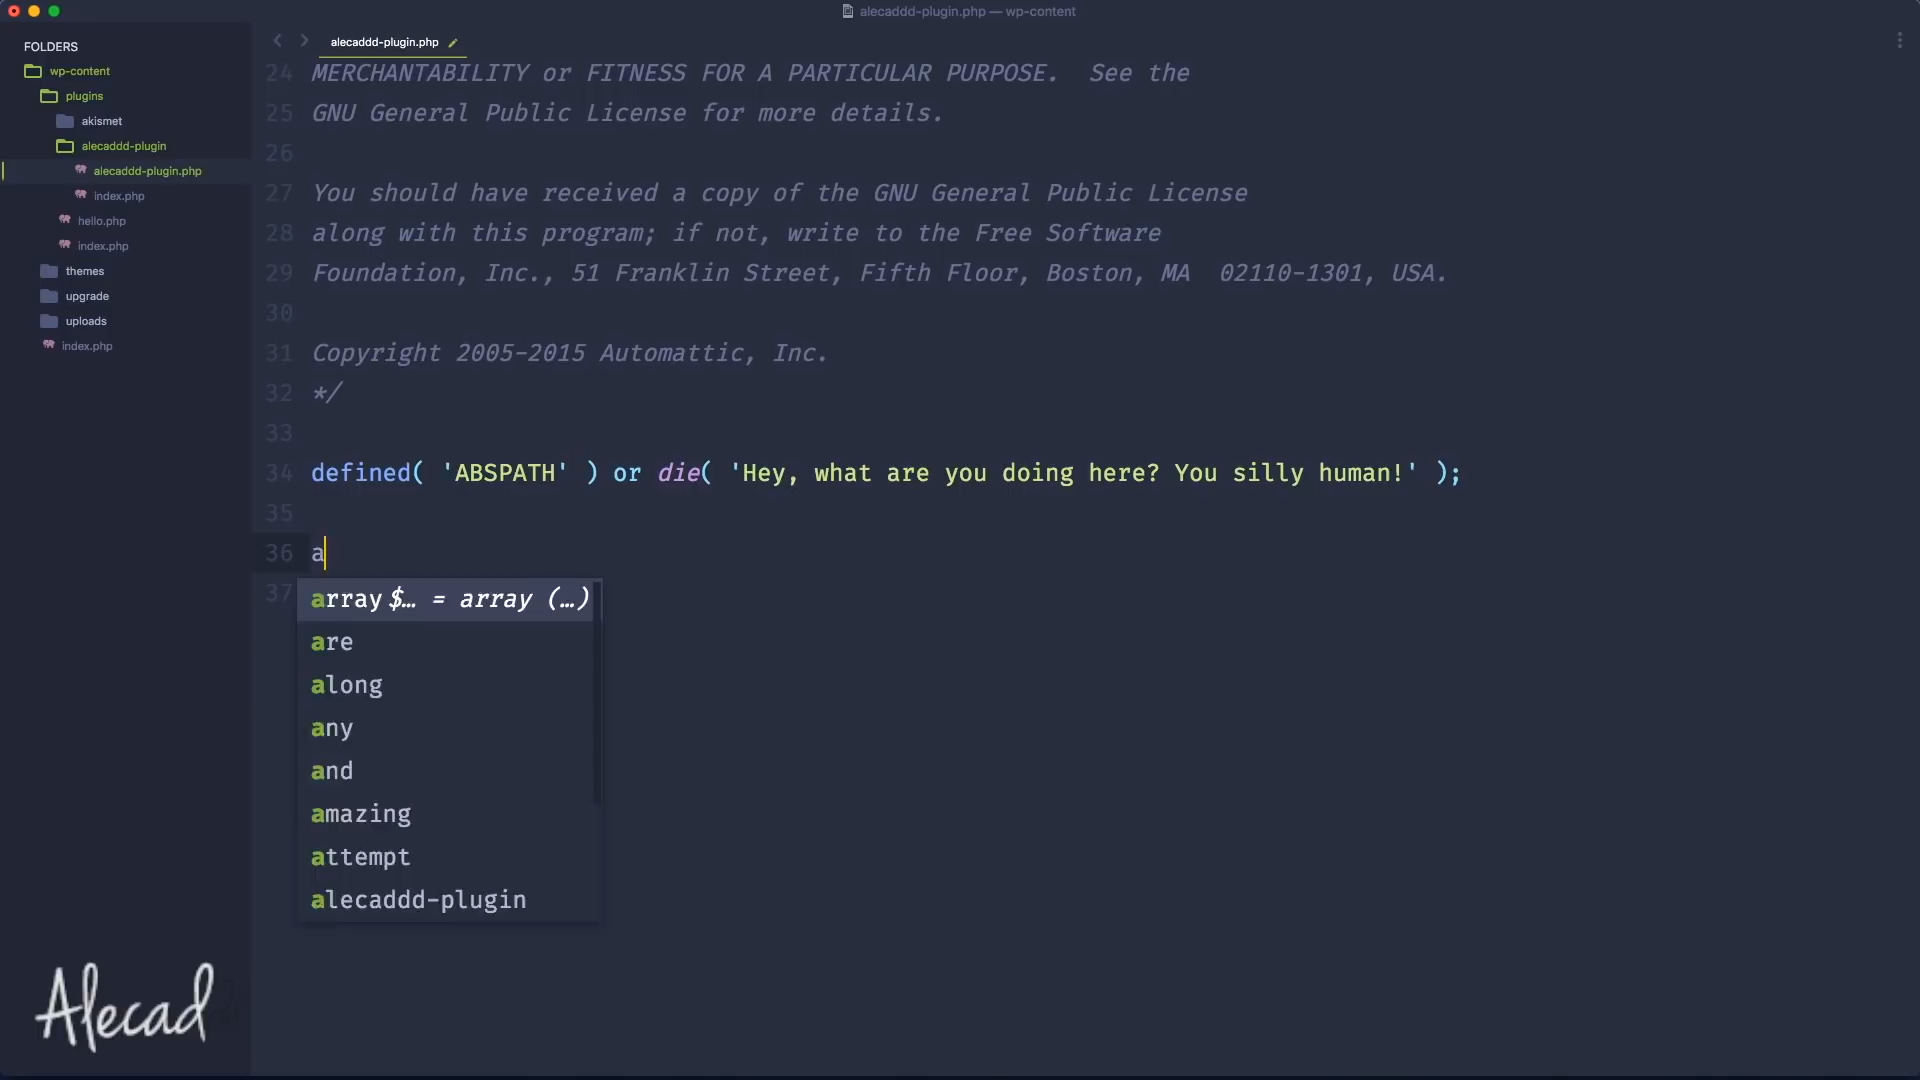 alecaddd-plugin.php — wp-content
FOLDERS
wp-content
plugins
akismet
alecaddd-plugin
alecaddd-plugin.php
index.php
hello.php
index.php
themes
upgrade
uploads
index.php
alecaddd-plugin.php
24 MERCHANTABILITY or FITNESS FOR A PARTICULAR PURPOSE.  See the
25 GNU General Public License for more details.
26
27 You should have received a copy of the GNU General Public License
28 along with this program; if not, write to the Free Software
29 Foundation, Inc., 51 Franklin Street, Fifth Floor, Boston, MA  02110-1301, USA.
30
31 Copyright 2005-2015 Automattic, Inc.
32 */
33
34 defined( 'ABSPATH' ) or die( 'Hey, what are you doing here? You silly human!' );
35
36 a
37
array $… = array (…)
are
along
any
and
amazing
attempt
alecaddd-plugin
Alecad